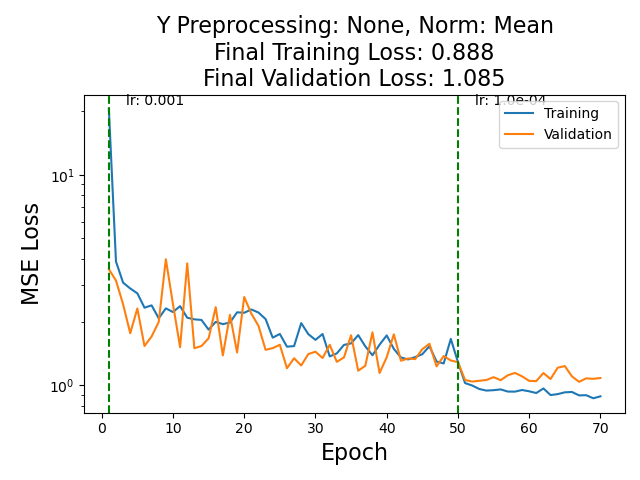 Y Preprocessing: None, Norm: Mean
Final Training Loss: 0.888
Final Validation Loss: 1.085
lr: 0.001
lr: 1.0e-04
Training
Validation
10¹
10⁰
MSE Loss
0 10 20 30 40 50 60 70
Epoch